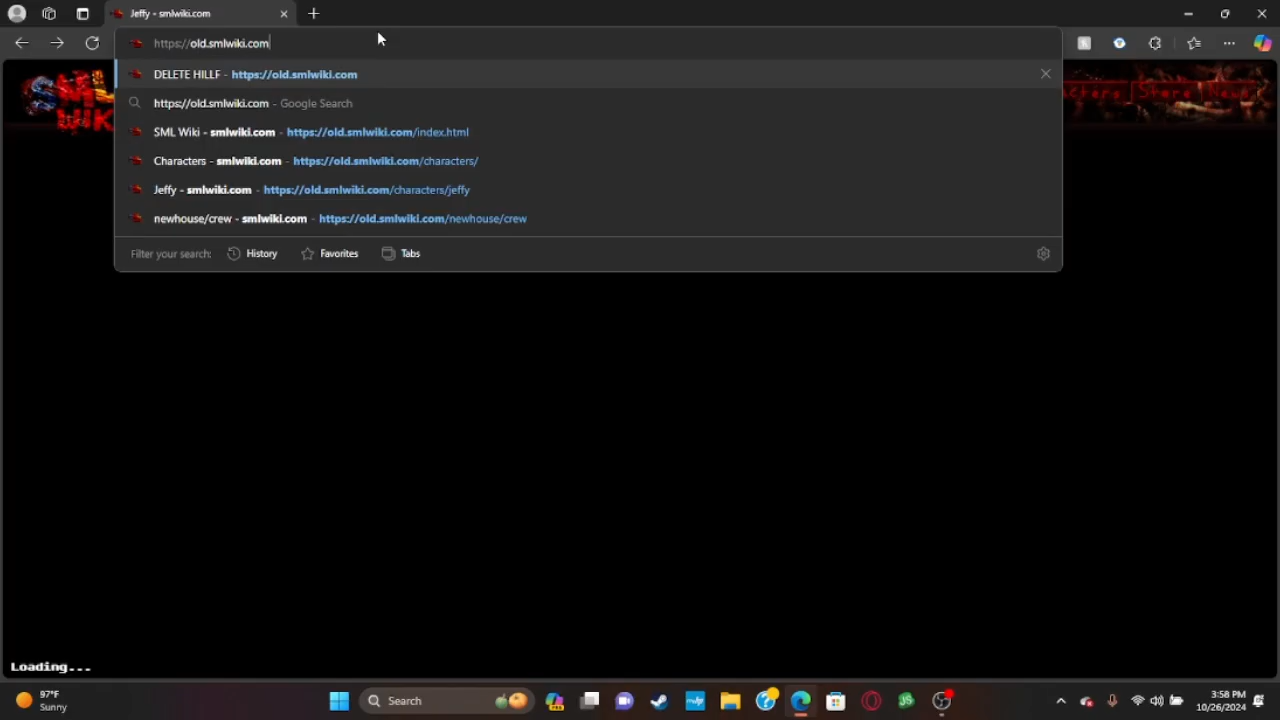 Jeffy - smlwiki.com
https://old.smlwiki.com
DELETE HILLF - https://old.smlwiki.com
https://old.smlwiki.com - Google Search
SML Wiki - smlwiki.com - https://old.smlwiki.com/index.html
Characters - smlwiki.com - https://old.smlwiki.com/characters/
Jeffy - smlwiki.com - https://old.smlwiki.com/characters/jeffy
newhouse/crew - smlwiki.com - https://old.smlwiki.com/newhouse/crew
Filter your search: History Favorites Tabs
Loading...
97°F
Sunny
Search
3:58 PM
10/26/2024